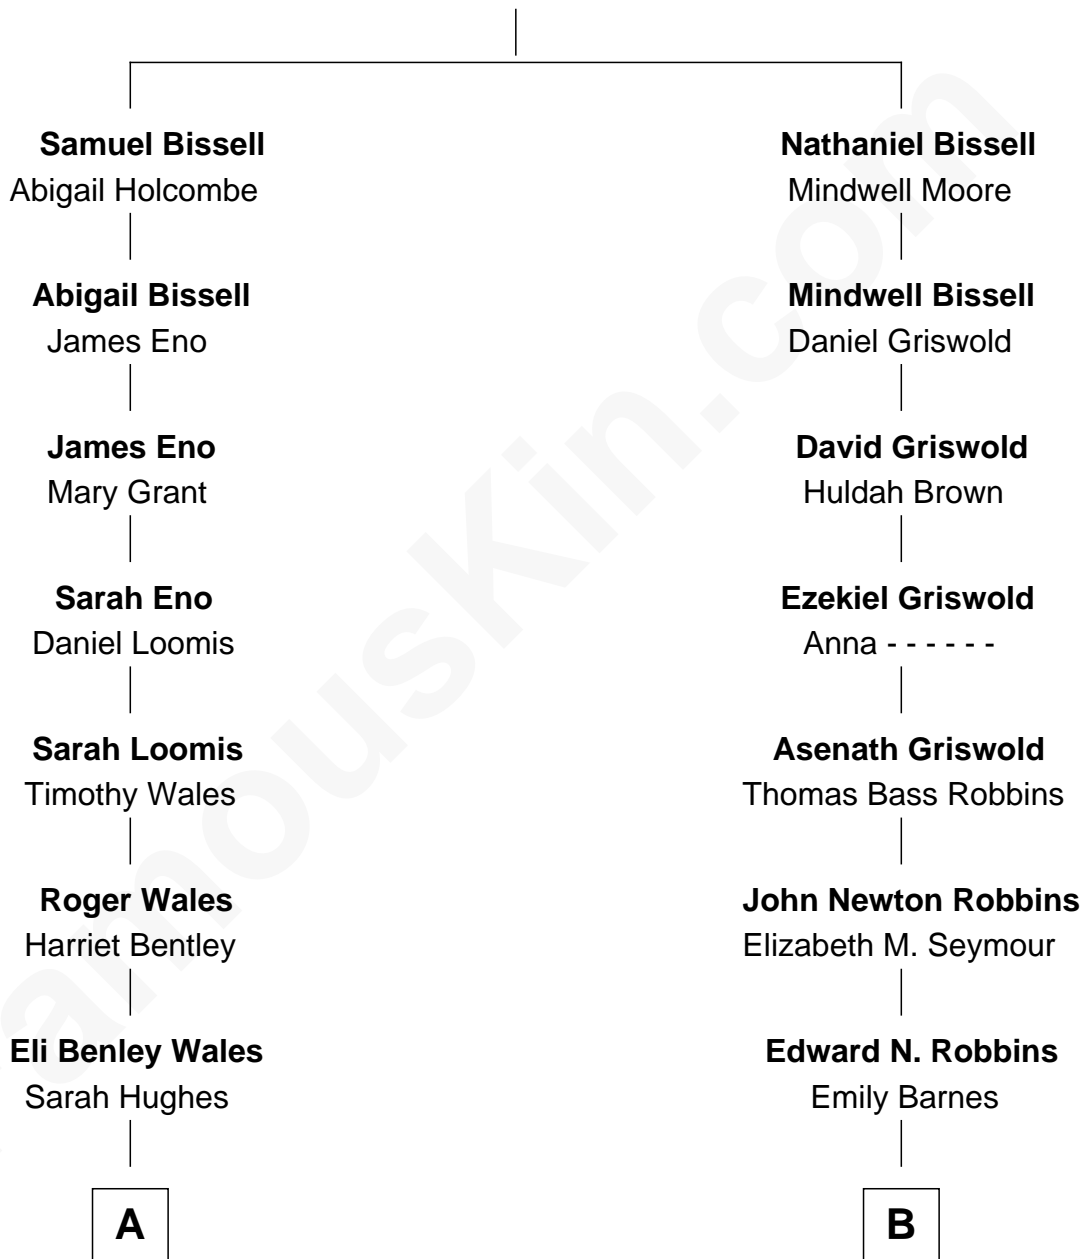 Samuel Bissell
Abigail Holcombe
Abigail Bissell
James Eno
James Eno
Mary Grant
Sarah Eno
Daniel Loomis
Sarah Loomis
Timothy Wales
Roger Wales
Harriet Bentley
Eli Benley Wales
Sarah Hughes
A
Nathaniel Bissell
Mindwell Moore
Mindwell Bissell
Daniel Griswold
David Griswold
Huldah Brown
Ezekiel Griswold
Anna - - - - - -
Asenath Griswold
Thomas Bass Robbins
John Newton Robbins
Elizabeth M. Seymour
Edward N. Robbins
Emily Barnes
B
amousKin.com